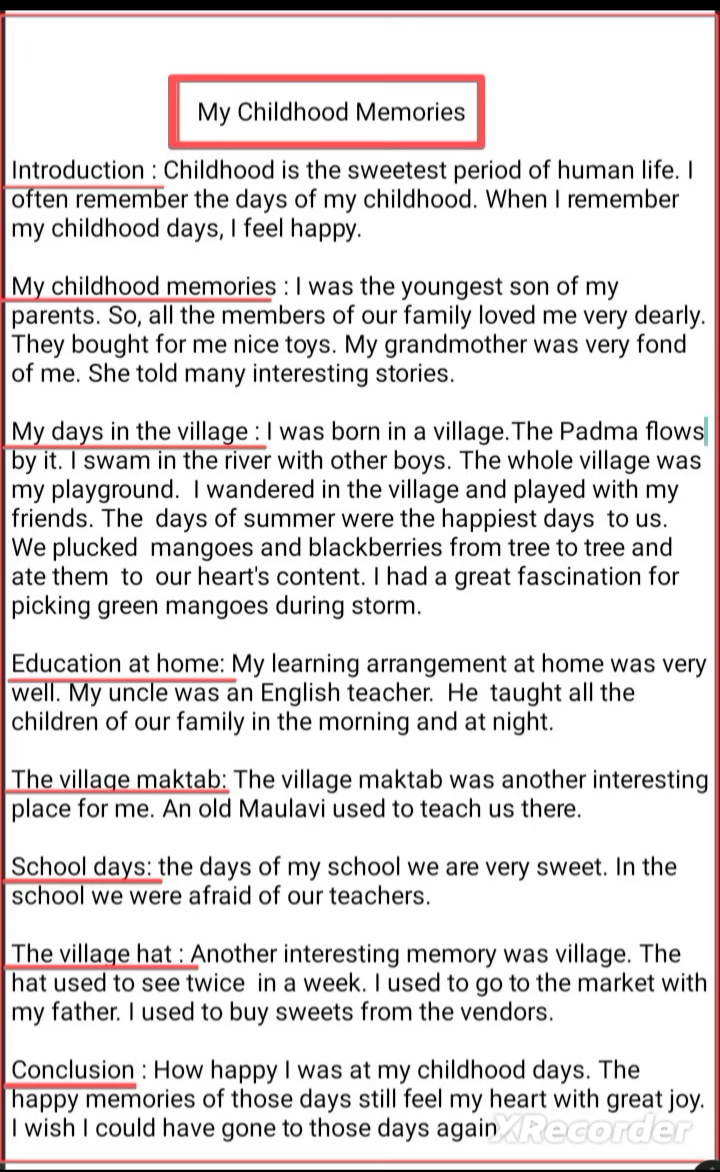 My Childhood Memories
Introduction : Childhood is the sweetest period of human life. I
often remember the days of my childhood. When I remember
my childhood days, I feel happy.
My childhood memories : I was the youngest son of my
parents. So, all the members of our family loved me very dearly.
They bought for me nice toys. My grandmother was very fond
of me. She told many interesting stories.
My days in the village : I was born in a village.The Padma flows
by it. I swam in the river with other boys. The whole village was
my playground.  I wandered in the village and played with my
friends. The  days of summer were the happiest days  to us.
We plucked  mangoes and blackberries from tree to tree and
ate them  to  our heart's content. I had a great fascination for
picking green mangoes during storm.
Education at home: My learning arrangement at home was very
well. My uncle was an English teacher.  He  taught all the
children of our family in the morning and at night.
The village maktab: The village maktab was another interesting
place for me. An old Maulavi used to teach us there.
School days: the days of my school we are very sweet. In the
school we were afraid of our teachers.
The village hat : Another interesting memory was village. The
hat used to see twice  in a week. I used to go to the market with
my father. I used to buy sweets from the vendors.
Conclusion : How happy I was at my childhood days. The
happy memories of those days still feel my heart with great joy.
I wish I could have gone to those days again
XRecorder